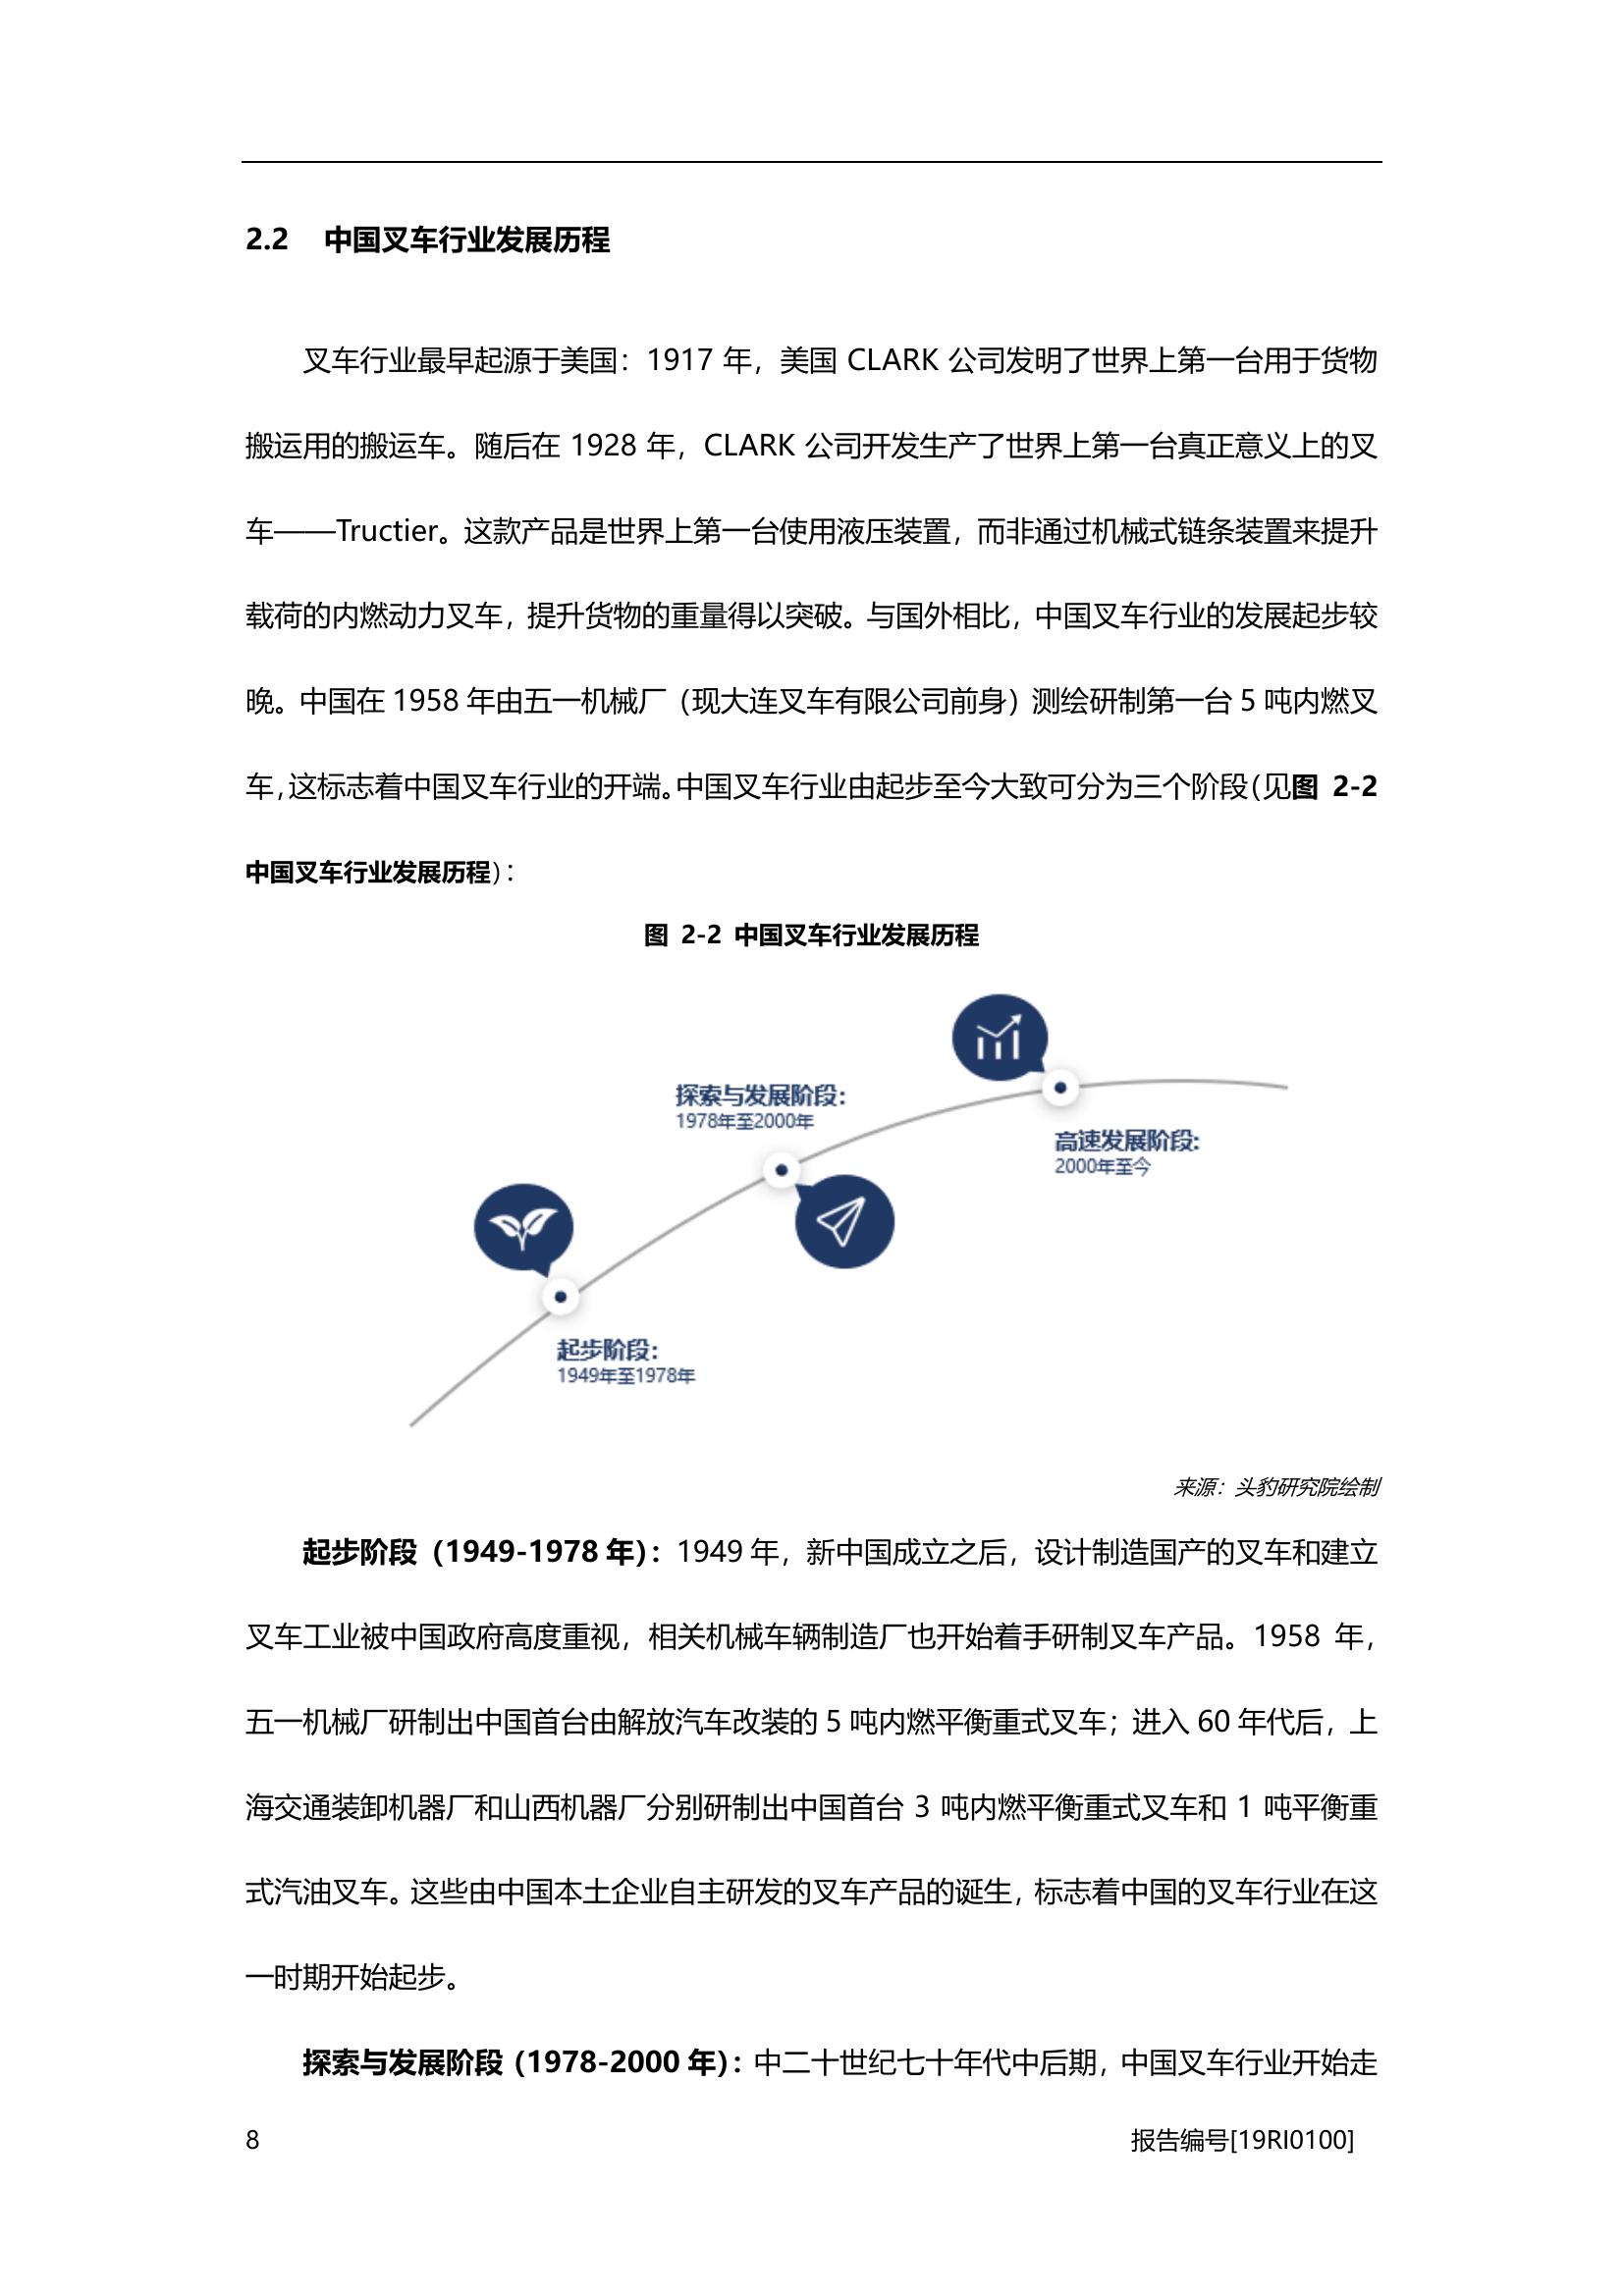 2.2 中国叉车行业发展历程
叉车行业最早起源于美国：1917 年，美国 CLARK 公司发明了世界上第一台用于货物
搬运用的搬运车。随后在 1928 年，CLARK 公司开发生产了世界上第一台真正意义上的叉
车——Tructier。这款产品是世界上第一台使用液压装置，而非通过机械式链条装置来提升
载荷的内燃动力叉车，提升货物的重量得以突破。与国外相比，中国叉车行业的发展起步较
晚。中国在 1958 年由五一机械厂（现大连叉车有限公司前身）测绘研制第一台 5 吨内燃叉
车，这标志着中国叉车行业的开端。中国叉车行业由起步至今大致可分为三个阶段（见图 2-2
中国叉车行业发展历程）：
图 2-2 中国叉车行业发展历程
探索与发展阶段：
1978年至2000年
高速发展阶段：
2000年至今
起步阶段：
1949年至1978年
来源：头豹研究院绘制
起步阶段（1949-1978 年）：1949 年，新中国成立之后，设计制造国产的叉车和建立
叉车工业被中国政府高度重视，相关机械车辆制造厂也开始着手研制叉车产品。1958 年，
五一机械厂研制出中国首台由解放汽车改装的 5 吨内燃平衡重式叉车；进入 60 年代后，上
海交通装卸机器厂和山西机器厂分别研制出中国首台 3 吨内燃平衡重式叉车和 1 吨平衡重
式汽油叉车。这些由中国本土企业自主研发的叉车产品的诞生，标志着中国的叉车行业在这
一时期开始起步。
探索与发展阶段（1978-2000 年）：中二十世纪七十年代中后期，中国叉车行业开始走
8 报告编号[19RI0100]